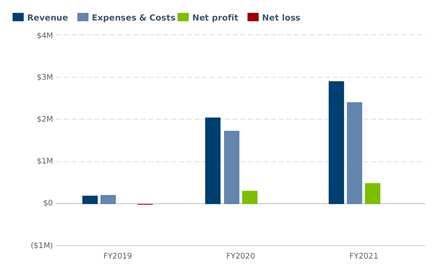 Revenue Expenses & Costs Net profit Net loss
$4M
$3M
$2M
$1M
$0
($1M)
FY2019 FY2020 FY2021